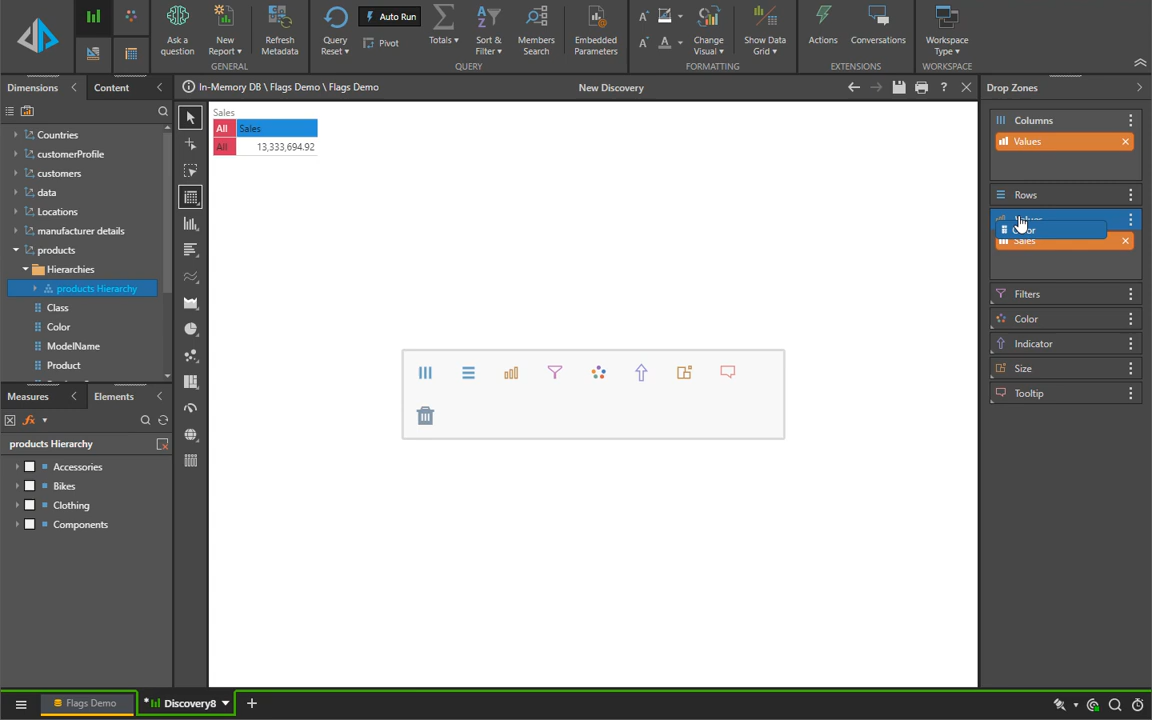 Ask a question
New Report
GENERAL
Refresh Metadata
Query Reset
Auto Run
Pivot
Totals
Sort & Filter
Members Search
QUERY
Embedded Parameters
A
A
A
Change Visual
FORMATTING
Show Data Grid
Actions
Conversations
EXTENSIONS
Workspace Type
WORKSPACE
Dimensions
Content
In-Memory DB \ Flags Demo \ Flags Demo
New Discovery
Drop Zones
Countries
customerProfile
customers
data
Locations
manufacturer details
products
Hierarchies
products Hierarchy
Class
Color
ModelName
Product
Measures
Elements
fx
products Hierarchy
Accessories
Bikes
Clothing
Components
Sales
All Sales
All 13,333,694.92
Columns
Values
Rows
Sales
Filters
Color
Indicator
Size
Tooltip
Flags Demo
* Discovery8